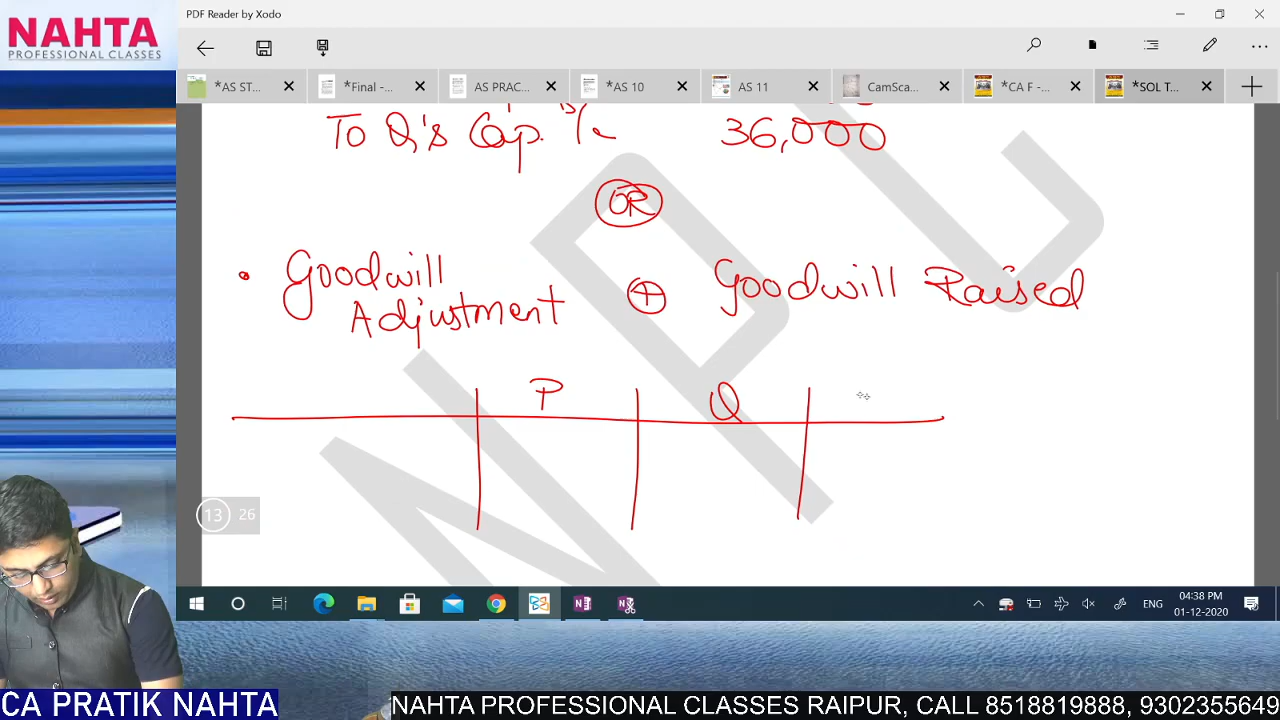 NAHTA
PROFESSIONAL CLASSES
PDF Reader by Xodo
*AS ST...
*Final -...
AS PRAC...
*AS 10
AS 11
CamSca...
*CA F -...
*SOL T...
To Q's Cap. A/c 36,000
OR
• Goodwill Adjustment + Goodwill Raised
P Q
13 26
NPC
ENG
04:38 PM
01-12-2020
CA PRATIK NAHTA
NAHTA PROFESSIONAL CLASSES RAIPUR, CALL 8518819888, 9302355649